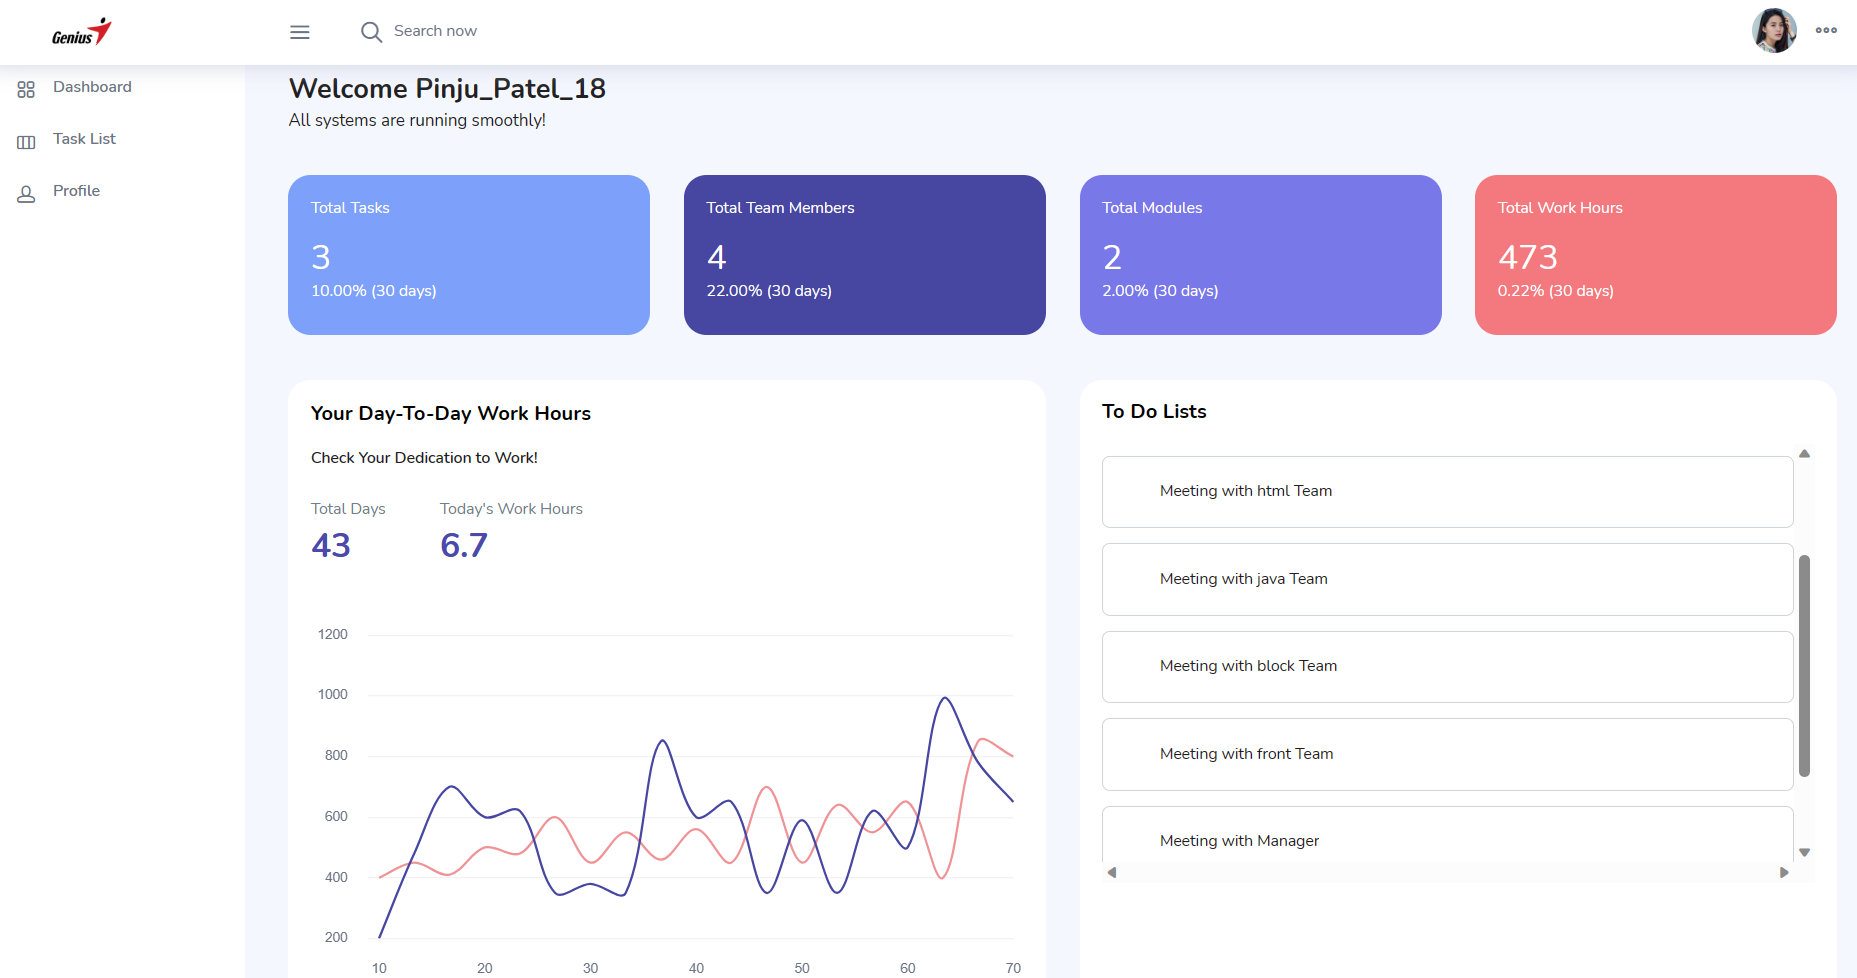 Genius
Search now
Dashboard
Task List
Profile
Welcome Pinju_Patel_18
All systems are running smoothly!
Total Tasks
3
10.00% (30 days)
Total Team Members
4
22.00% (30 days)
Total Modules
2
2.00% (30 days)
Total Work Hours
473
0.22% (30 days)
Your Day-To-Day Work Hours
Check Your Dedication to Work!
Total Days
43
Today's Work Hours
6.7
1200
1000
800
600
400
200
10 20 30 40 50 60 70
To Do Lists
Meeting with html Team
Meeting with java Team
Meeting with block Team
Meeting with front Team
Meeting with Manager